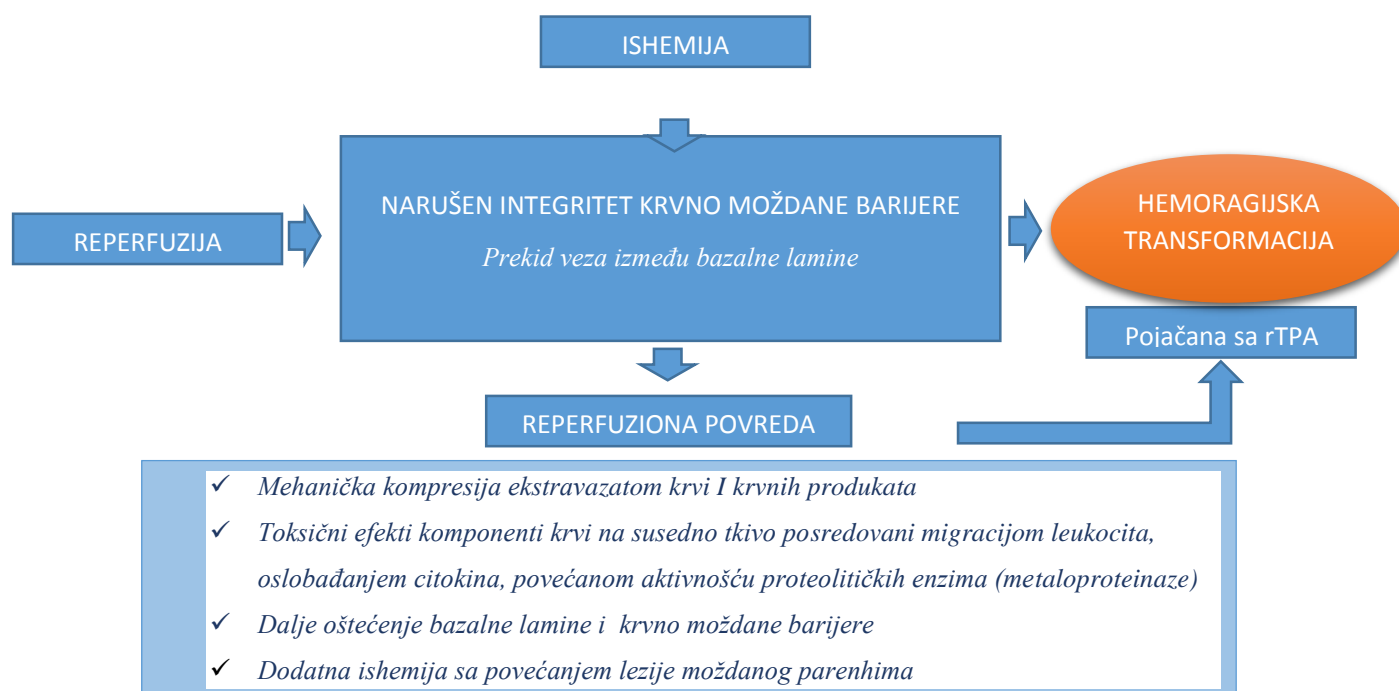 ISHEMIJA
NARUŠEN INTEGRITET KRVNO MOŽDANE BARIJERE
Prekid veza između bazalne lamine
REPERFUZIJA
HEMORAGIJSKA
TRANSFORMACIJA
Pojačana sa rTPA
REPERFUZIONA POVREDA
✓ Mehanička kompresija ekstravazatom krvi I krvnih produkata
✓ Toksični efekti komponenti krvi na susedno tkivo posredovani migracijom leukocita,
oslobađanjem citokina, povećanom aktivnošću proteolitičkih enzima (metaloproteinaze)
✓ Dalje oštećenje bazalne lamine i krvno moždane barijere
✓ Dodatna ishemija sa povećanjem lezije moždanog parenhima